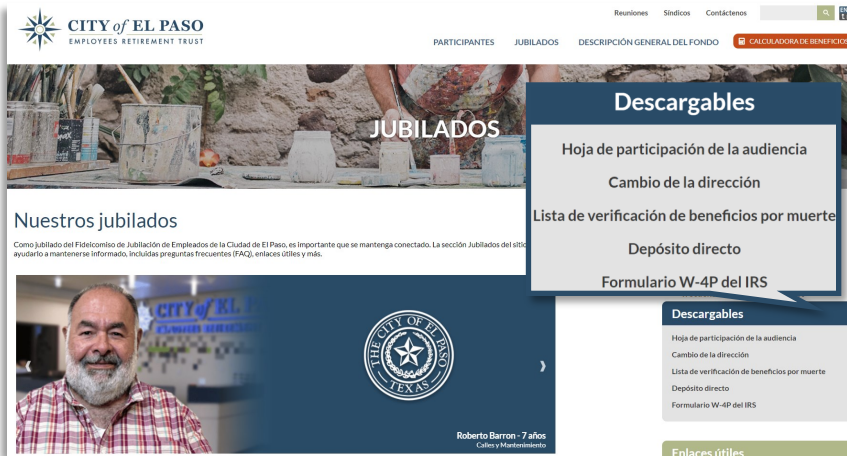 Reuniones Síndicos Contáctenos
CITY of EL PASO
EMPLOYEES RETIREMENT TRUST
PARTICIPANTES JUBILADOS DESCRIPCIÓN GENERAL DEL FONDO CALCULADORA DE BENEFICIOS
JUBILADOS
Descargables
Hoja de participación de la audiencia
Cambio de la dirección
Lista de verificación de beneficios por muerte
Depósito directo
Formulario W-4P del IRS
Nuestros jubilados
Como jubilado del Fideicomiso de Jubilación de Empleados de la Ciudad de El Paso, es importante que se mantenga conectado. La sección Jubilados del sitio
ayudarlo a mantenerse informado, incluidas preguntas frecuentes (FAQ), enlaces útiles y más.
CITY of EL P
THE CITY OF EL PASO
TEXAS
Roberto Barron - 7 años
Calles y Mantenimiento
Descargables
Hoja de participación de la audiencia
Cambio de la dirección
Lista de verificación de beneficios por muerte
Depósito directo
Formulario W-4P del IRS
Enlaces útiles